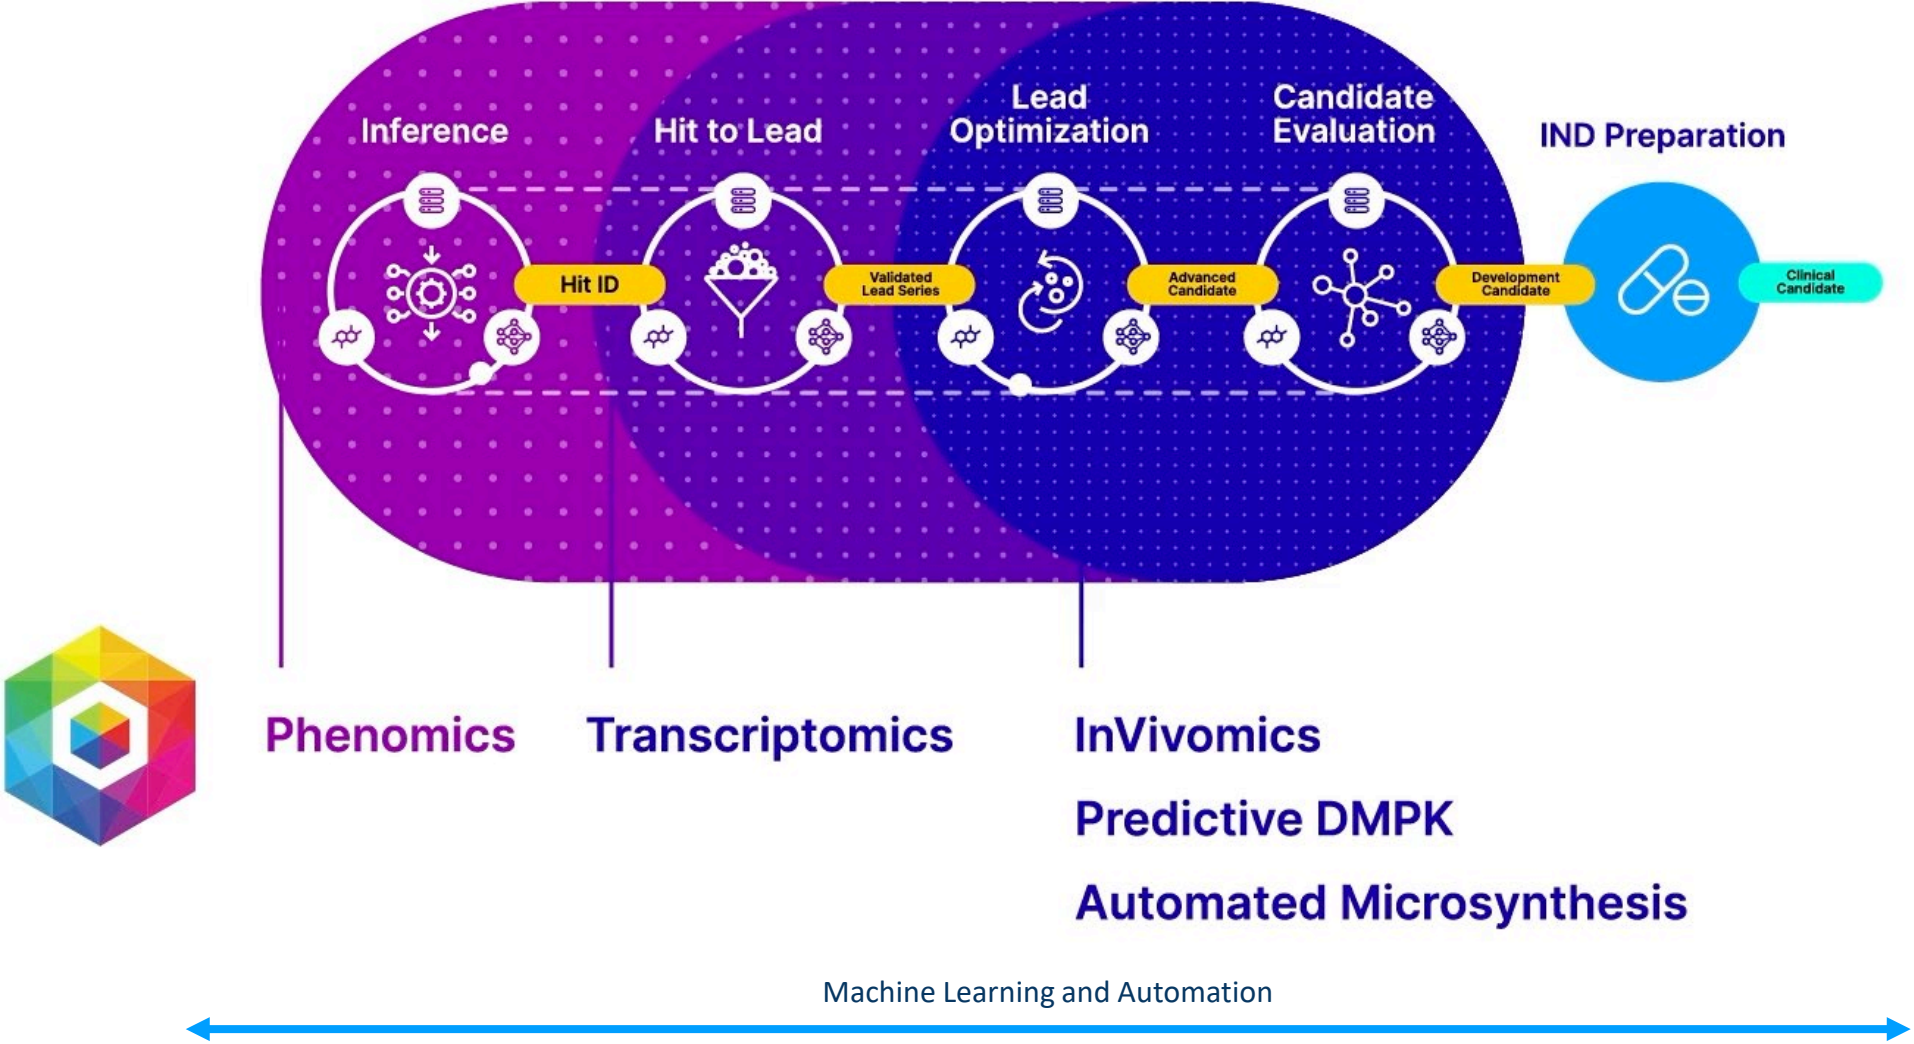 Inference
Hit to Lead
Lead
Optimization
Candidate
Evaluation
IND Preparation
Hit ID
Validated
Lead Series
Advanced
Candidate
Development
Candidate
Clinical
Candidate
Phenomics
Transcriptomics
InVivomics
Predictive DMPK
Automated Microsynthesis
Machine Learning and Automation